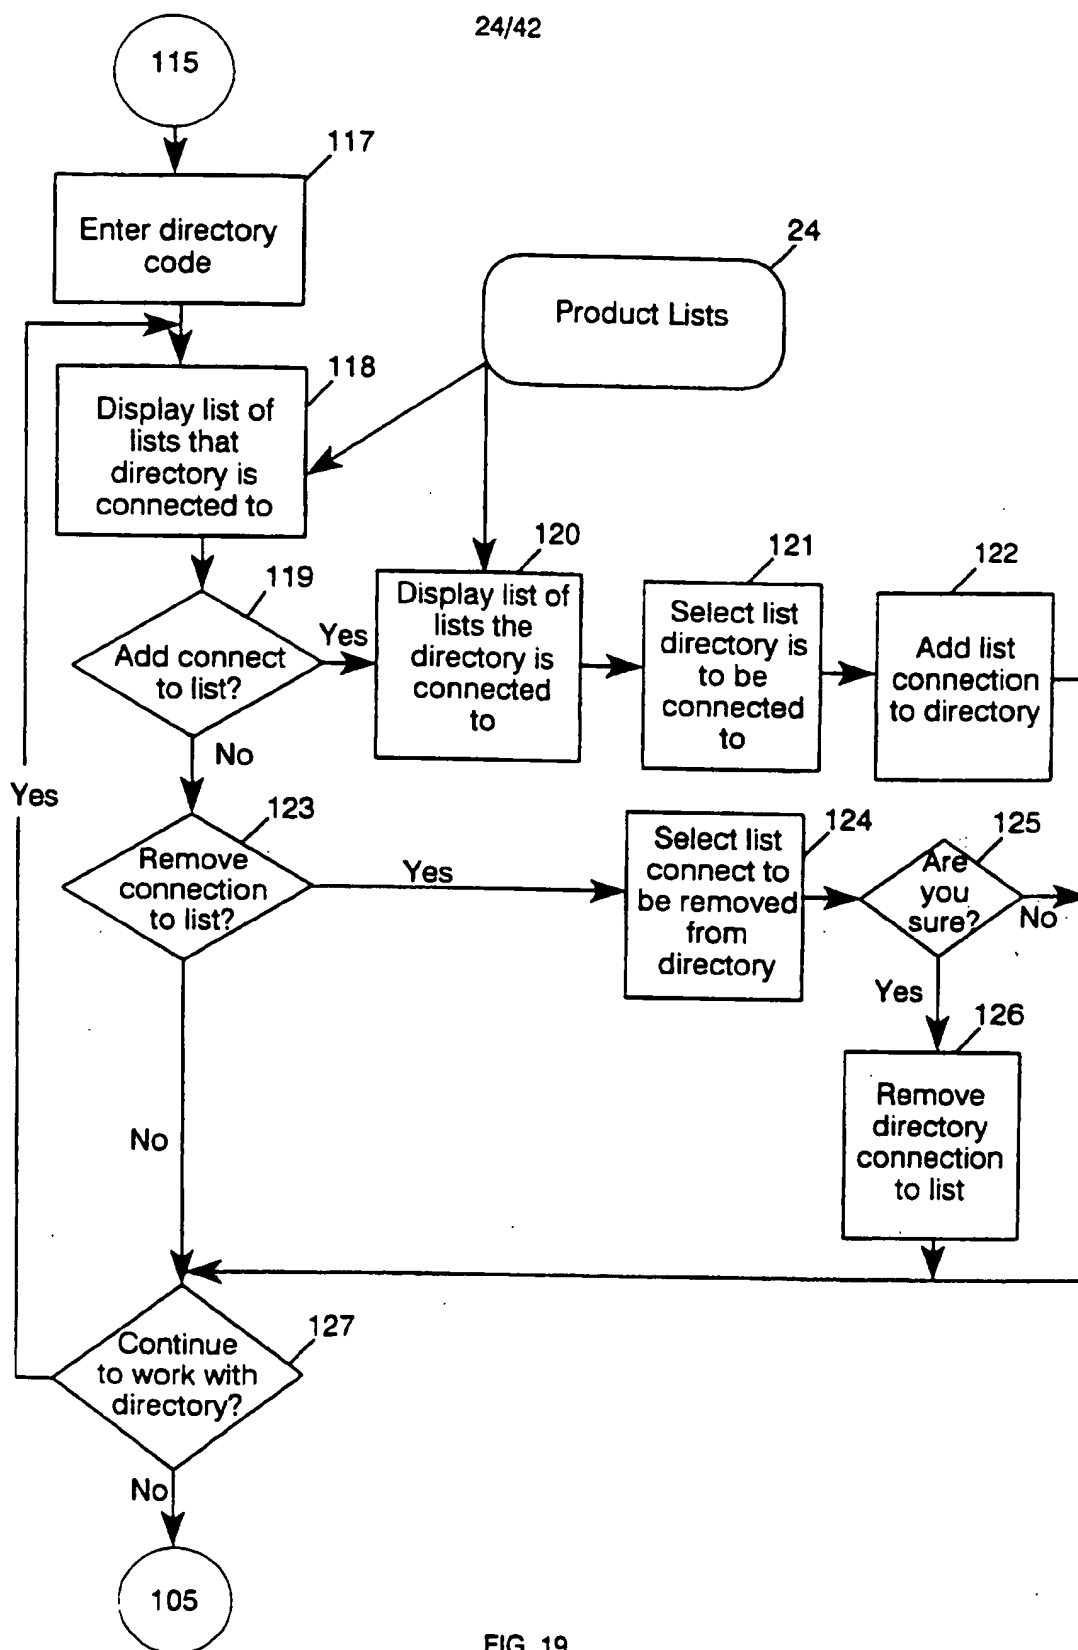 24/42
115
117
Enter directory
code
24
Product Lists
118
Display list of
lists that
directory is
connected to
119
Add connect
to list?
Yes
No
120
Display list of
lists the
directory is
connected
to
121
Select list
directory is
to be
connected
to
122
Add list
connection
to directory
Yes
123
Remove
connection
to list?
Yes
No
124
Select list
connect to
be removed
from
directory
125
Are
you
sure?
No
Yes
126
Remove
directory
connection
to list
127
Continue
to work with
directory?
No
105
FIG. 19